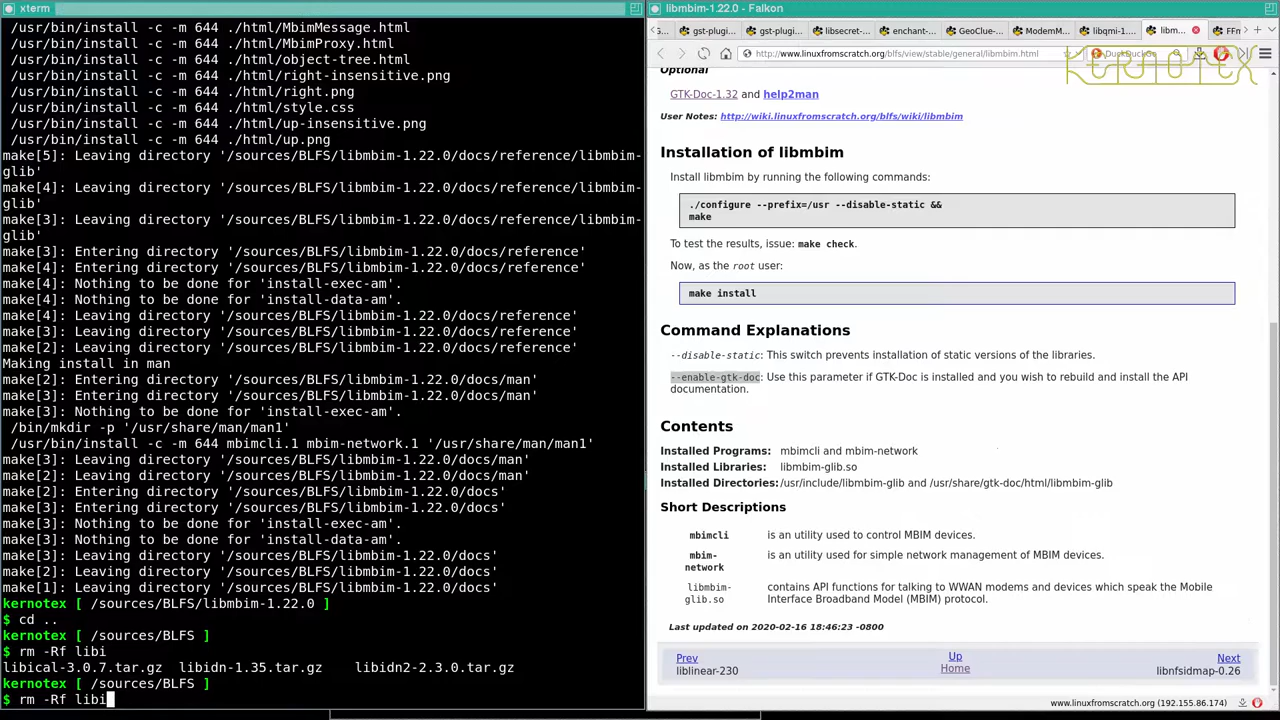 xterm
/usr/bin/install -c -m 644 ./html/MbimMessage.html
/usr/bin/install -c -m 644 ./html/MbimProxy.html
/usr/bin/install -c -m 644 ./html/object-tree.html
/usr/bin/install -c -m 644 ./html/right-insensitive.png
/usr/bin/install -c -m 644 ./html/right.png
/usr/bin/install -c -m 644 ./html/style.css
/usr/bin/install -c -m 644 ./html/up-insensitive.png
/usr/bin/install -c -m 644 ./html/up.png
make[5]: Leaving directory '/sources/BLFS/libmbim-1.22.0/docs/reference/libmbim-
glib'
make[4]: Leaving directory '/sources/BLFS/libmbim-1.22.0/docs/reference/libmbim-
glib'
make[3]: Leaving directory '/sources/BLFS/libmbim-1.22.0/docs/reference/libmbim-
glib'
make[3]: Entering directory '/sources/BLFS/libmbim-1.22.0/docs/reference'
make[4]: Entering directory '/sources/BLFS/libmbim-1.22.0/docs/reference'
make[4]: Nothing to be done for 'install-exec-am'.
make[4]: Nothing to be done for 'install-data-am'.
make[4]: Leaving directory '/sources/BLFS/libmbim-1.22.0/docs/reference'
make[3]: Leaving directory '/sources/BLFS/libmbim-1.22.0/docs/reference'
make[2]: Leaving directory '/sources/BLFS/libmbim-1.22.0/docs/reference'
Making install in man
make[2]: Entering directory '/sources/BLFS/libmbim-1.22.0/docs/man'
make[3]: Entering directory '/sources/BLFS/libmbim-1.22.0/docs/man'
make[3]: Nothing to be done for 'install-exec-am'.
/bin/mkdir -p '/usr/share/man/man1'
/usr/bin/install -c -m 644 mbimcli.1 mbim-network.1 '/usr/share/man/man1'
make[3]: Leaving directory '/sources/BLFS/libmbim-1.22.0/docs/man'
make[2]: Leaving directory '/sources/BLFS/libmbim-1.22.0/docs/man'
make[2]: Entering directory '/sources/BLFS/libmbim-1.22.0/docs'
make[3]: Entering directory '/sources/BLFS/libmbim-1.22.0/docs'
make[3]: Nothing to be done for 'install-exec-am'.
make[3]: Nothing to be done for 'install-data-am'.
make[3]: Leaving directory '/sources/BLFS/libmbim-1.22.0/docs'
make[2]: Leaving directory '/sources/BLFS/libmbim-1.22.0/docs'
make[1]: Leaving directory '/sources/BLFS/libmbim-1.22.0/docs'
kernotex [ /sources/BLFS/libmbim-1.22.0 ]
$ cd ..
kernotex [ /sources/BLFS ]
$ rm -Rf libi
libical-3.0.7.tar.gz libidn-1.35.tar.gz libidn2-2.3.0.tar.gz
kernotex [ /sources/BLFS ]
$ rm -Rf libi
libmbim-1.22.0 - Falkon
gst-plugi... gst-plugi... libsecret-... enchant-... GeoClue-... ModemM... libqmi-1.... libm... FFn
http://www.linuxfromscratch.org/blfs/view/stable/general/libmbim.html DuckDuckGo
KERNOTEX
Optional
GTK-Doc-1.32 and help2man
User Notes: http://wiki.linuxfromscratch.org/blfs/wiki/libmbim
Installation of libmbim
Install libmbim by running the following commands:
./configure --prefix=/usr --disable-static &&
make
To test the results, issue: make check.
Now, as the root user:
make install
Command Explanations
--disable-static: This switch prevents installation of static versions of the libraries.
--enable-gtk-doc: Use this parameter if GTK-Doc is installed and you wish to rebuild and install the API
documentation.
Contents
Installed Programs: mbimcli and mbim-network
Installed Libraries: libmbim-glib.so
Installed Directories: /usr/include/libmbim-glib and /usr/share/gtk-doc/html/libmbim-glib
Short Descriptions
mbimcli is an utility used to control MBIM devices.
mbim- is an utility used for simple network management of MBIM devices.
network
libmbim- contains API functions for talking to WWAN modems and devices which speak the Mobile
glib.so Interface Broadband Model (MBIM) protocol.
Last updated on 2020-02-16 18:46:23 -0800
Prev Up Next
liblinear-230 Home libnfsidmap-0.26
www.linuxfromscratch.org (192.155.86.174)